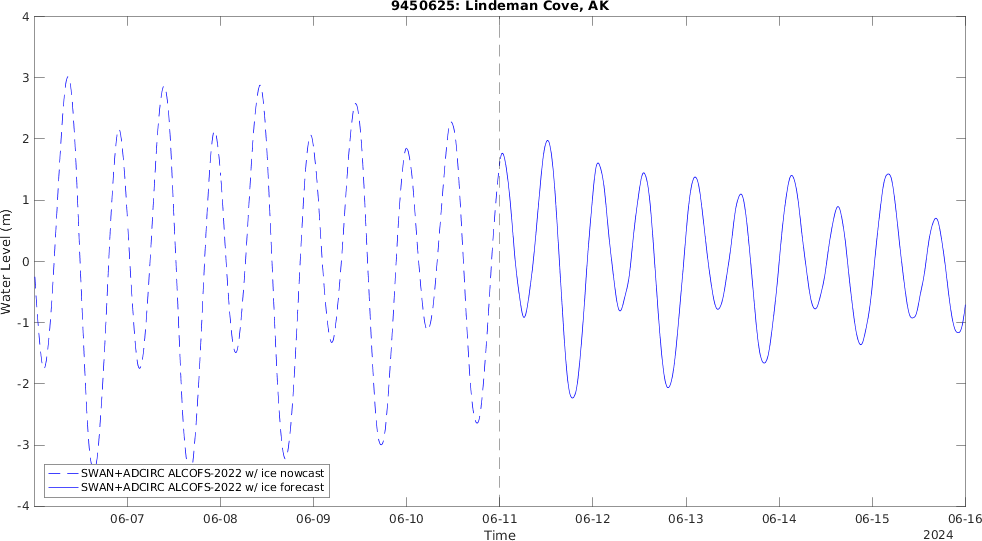 9450625: Lindeman Cove, AK
Water Level (m)
4
3
2
1
0
-1
-2
-3
-4
SWAN+ADCIRC ALCOFS-2022 w/ ice nowcast
SWAN+ADCIRC ALCOFS-2022 w/ ice forecast
06-07 06-08 06-09 06-10 06-11 06-12 06-13 06-14 06-15 06-16
Time
2024